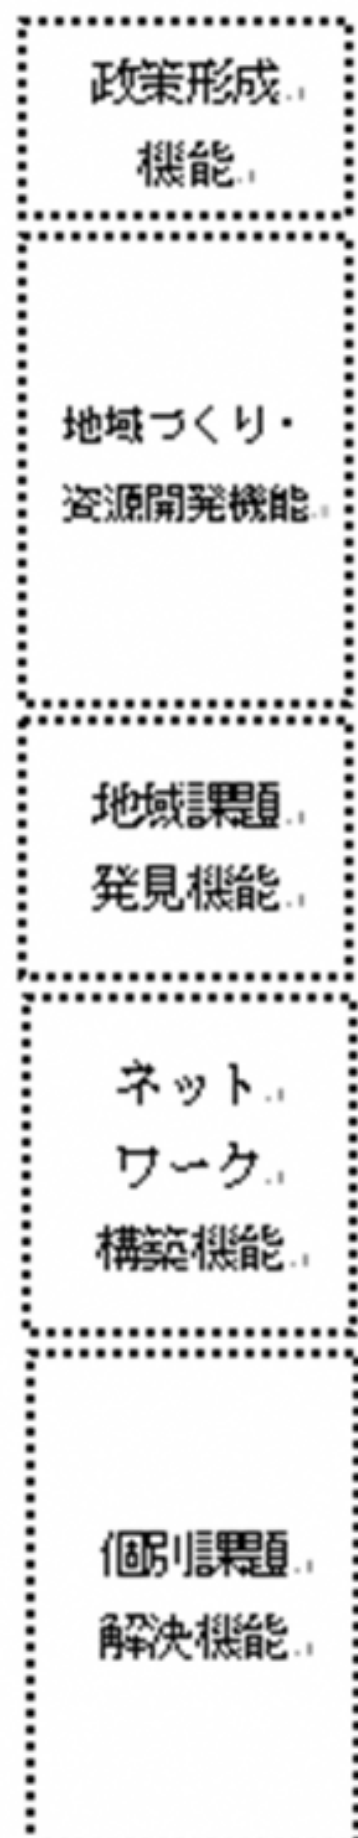 政策形成
機能
地域づくり・
資源開発機能
地域課題
発見機能
ネット
ワーク
構築機能
個別課題
解決機能